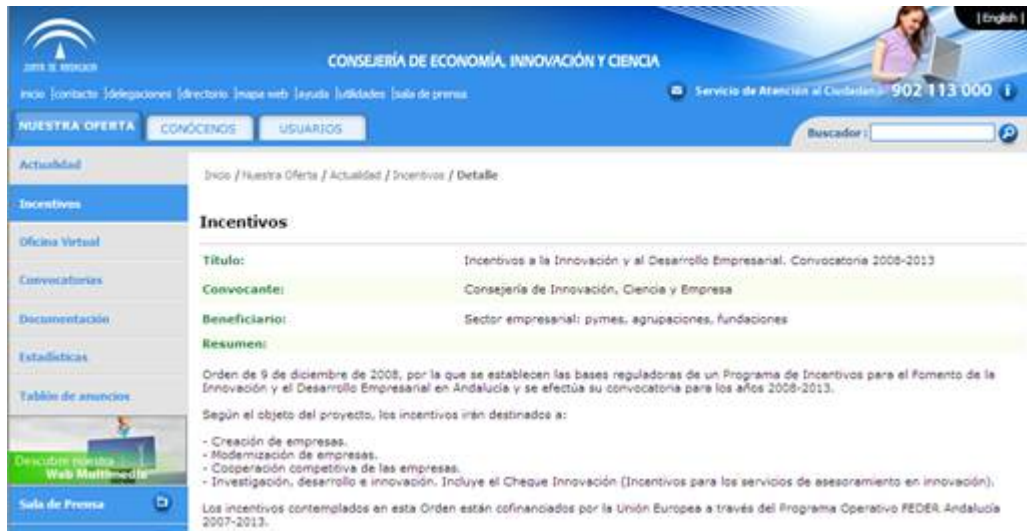 | English |
JUNTA DE ANDALUCIA
CONSEJERÍA DE ECONOMÍA, INNOVACIÓN Y CIENCIA
inicio |contacto |delegaciones |directorio |mapa web |ayuda |utilidades |sala de prensa
Servicio de Atención al Ciudadano 902 113 000
NUESTRA OFERTA CONÓCENOS USUARIOS
Buscador :
Actualidad
Incentivos
Oficina Virtual
Convocatorias
Documentación
Estadísticas
Tablón de anuncios
Descubre nuestra
Web Multimedia
Sala de Prensa
Inicio / Nuestra Oferta / Actualidad / Incentivos / Detalle
Incentivos
Título: Incentivos a la Innovación y al Desarrollo Empresarial. Convocatoria 2008-2013
Convocante: Consejería de Innovación, Ciencia y Empresa
Beneficiario: Sector empresarial: pymes, agrupaciones, fundaciones
Resumen:
Orden de 9 de diciembre de 2008, por la que se establecen las bases reguladoras de un Programa de Incentivos para el Fomento de la
Innovación y el Desarrollo Empresarial en Andalucía y se efectúa su convocatoria para los años 2008-2013.
Según el objeto del proyecto, los incentivos irán destinados a:
- Creación de empresas.
- Modernización de empresas.
- Cooperación competitiva de las empresas.
- Investigación, desarrollo e innovación. Incluye el Cheque Innovación (Incentivos para los servicios de asesoramiento en innovación).
Los incentivos contemplados en esta Orden están cofinanciados por la Unión Europea a través del Programa Operativo FEDER Andalucía
2007-2013.